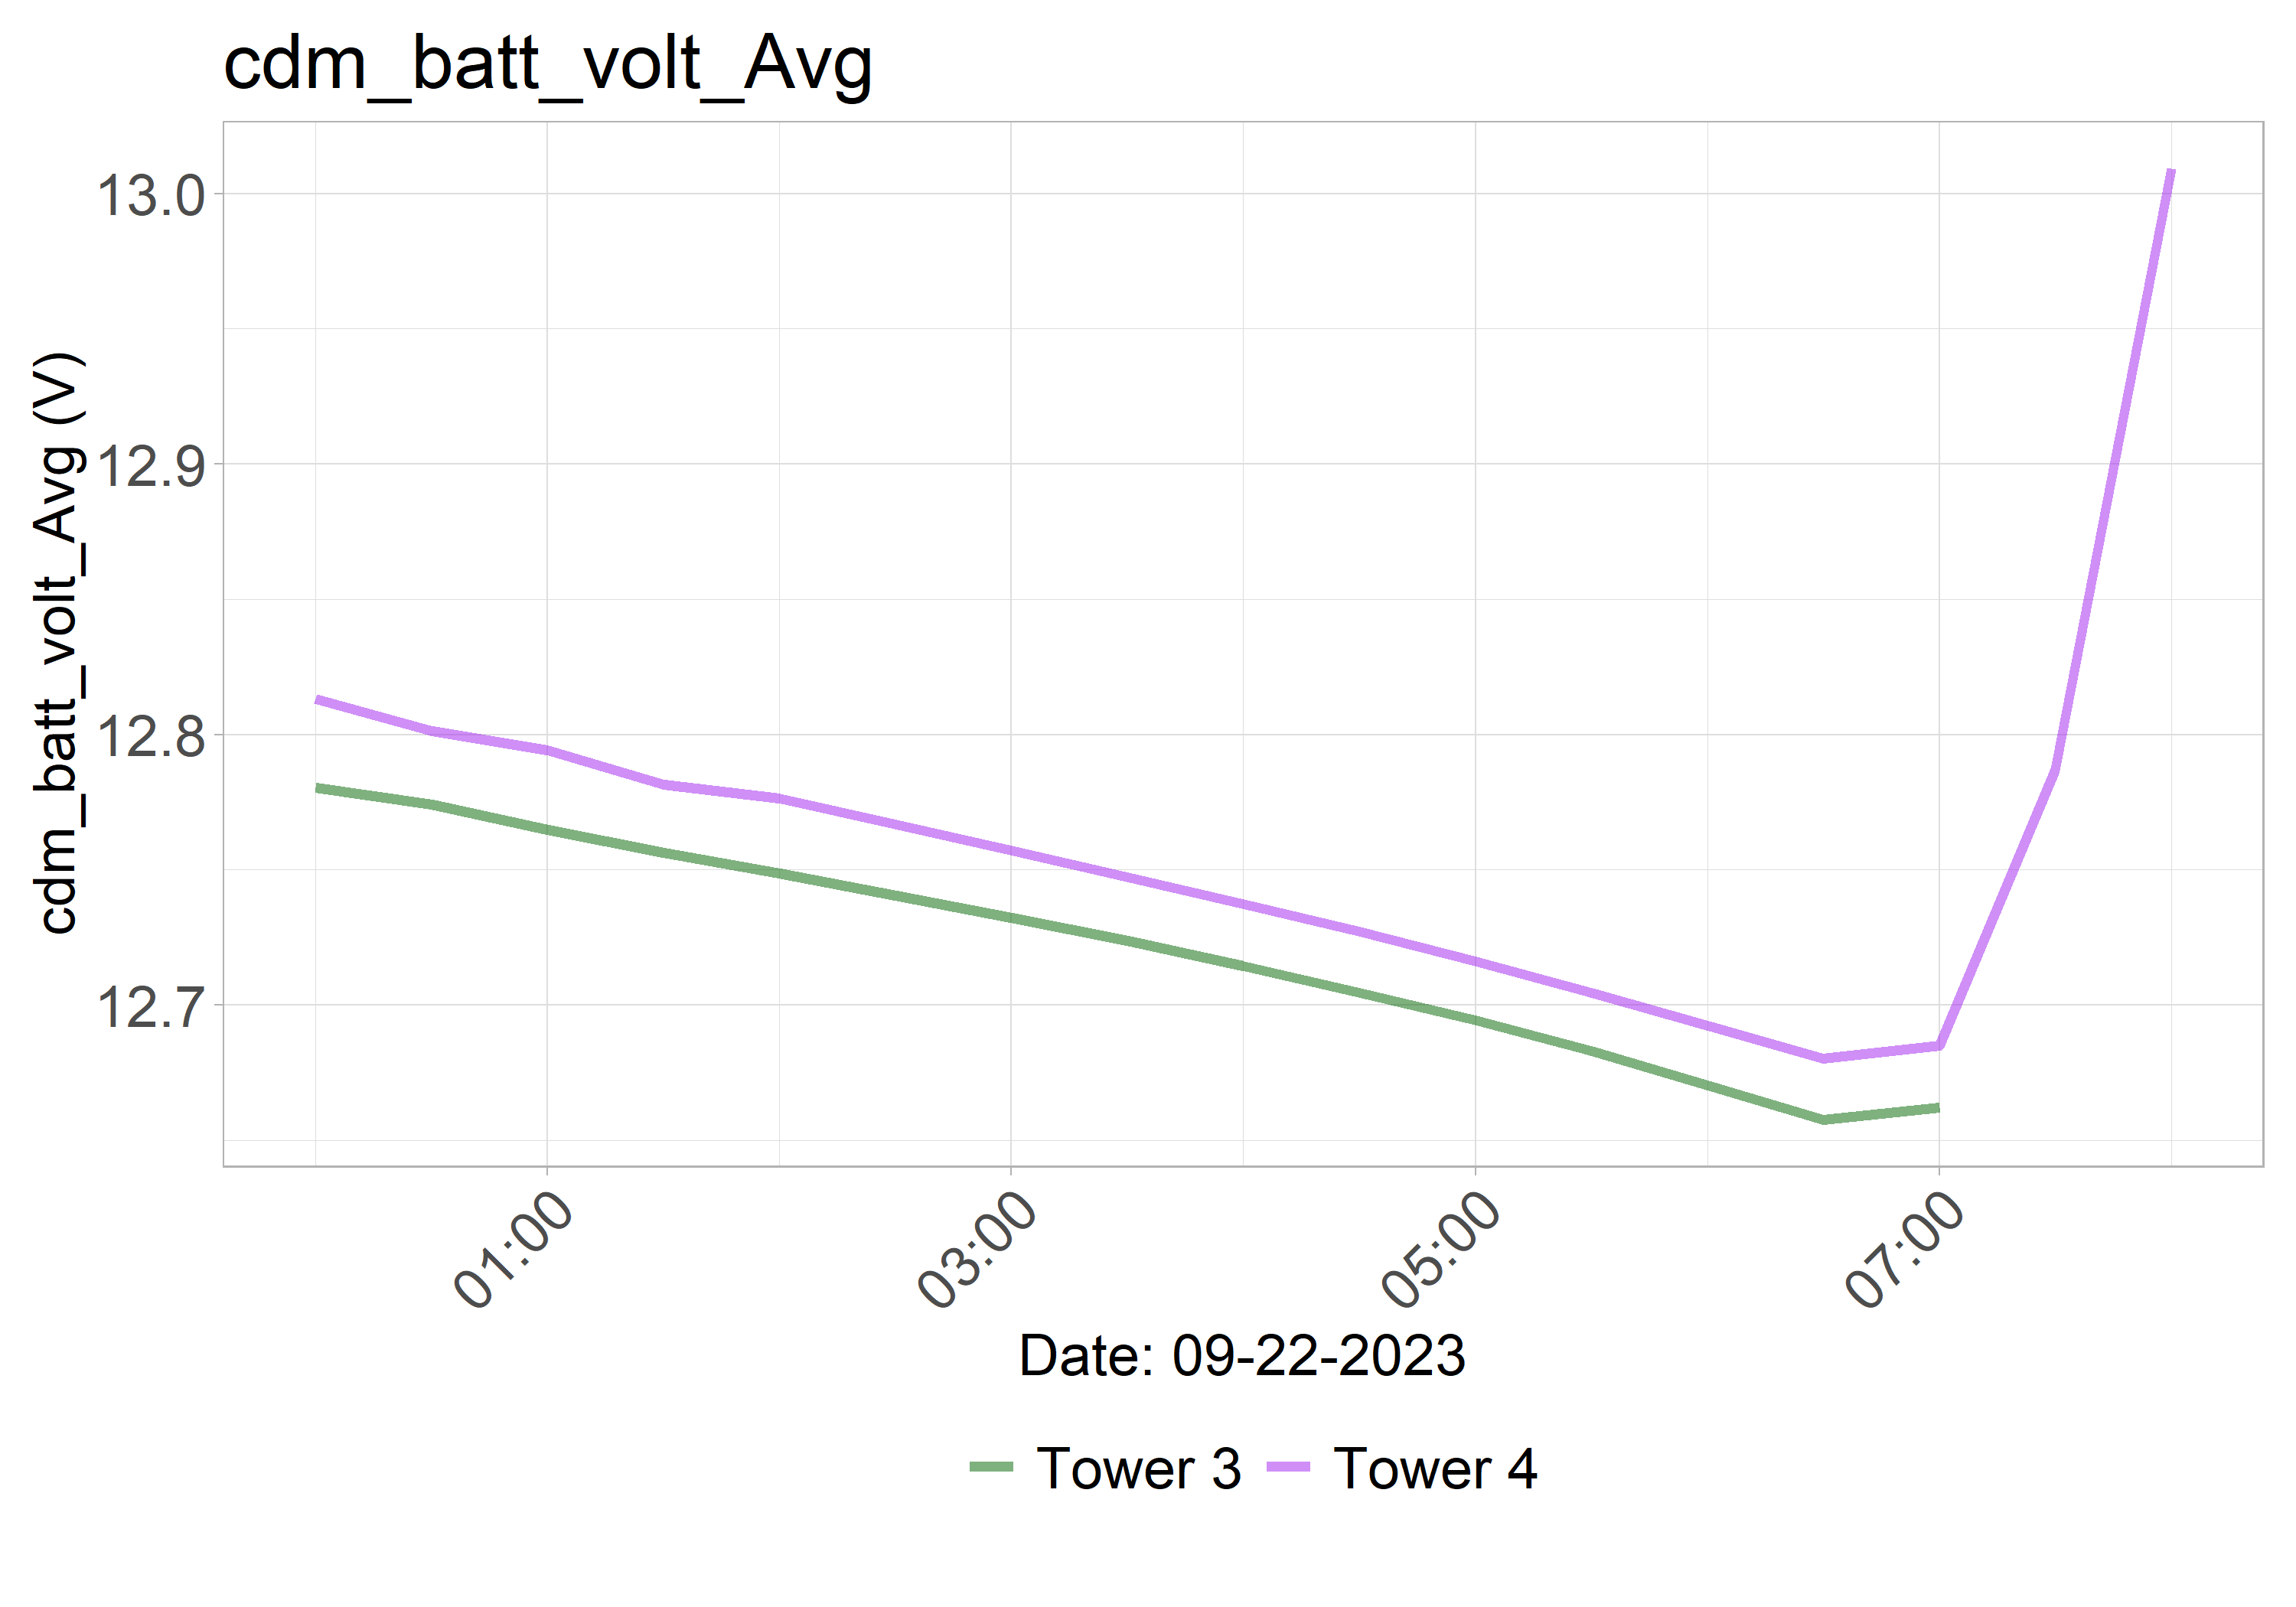 cdm_batt_volt_Avg
cdm_batt_volt_Avg (V)
13.0
12.9
12.8
12.7
01:00
03:00
05:00
07:00
Date: 09-22-2023
Tower 3
Tower 4